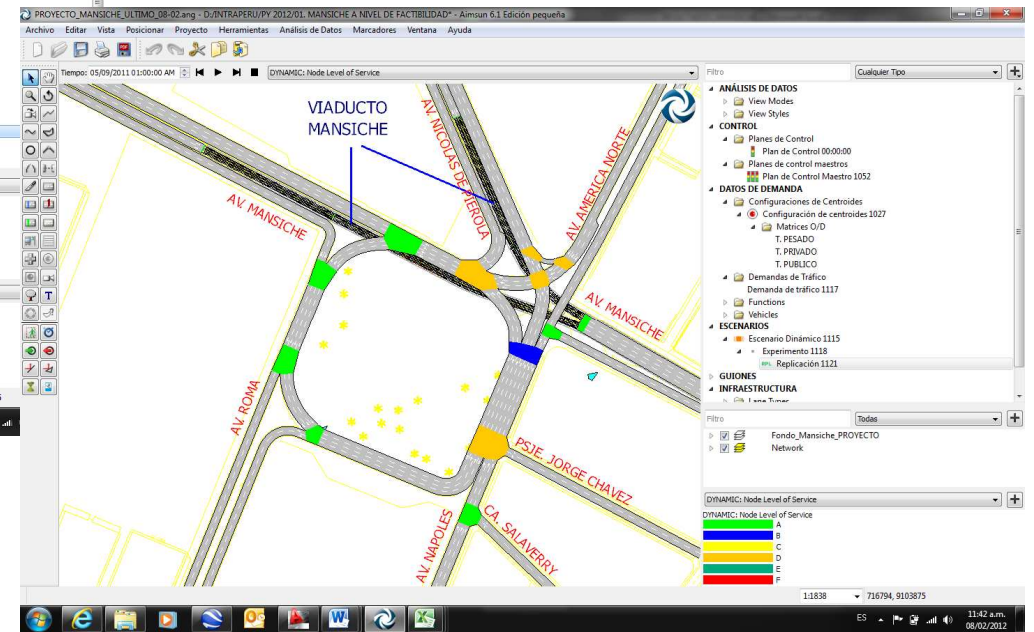 PROYECTO_MANSICHE_ULTIMO_08-02.ang - D:/INTRAPERU/PY 2012/01. MANSICHE A NIVEL DE FACTIBILIDAD* - Aimsun 6.1 Edición pequeña
Archivo Editar Vista Posicionar Proyecto Herramientas Análisis de Datos Marcadores Ventana Ayuda
Tiempo: 05/09/2011 01:00:00 AM DYNAMIC: Node Level of Service
Filtro Cualquier Tipo
VIADUCTO
MANSICHE
AV. NICOLAS DE PIEROLA
AV. AMERICA NORTE
AV. MANSICHE
AV. MANSICHE
AV. ROMA
PSJE. JORGE CHAVEZ
CA. SALAVERRY
AV. NAPOLES
ANÁLISIS DE DATOS
View Modes
View Styles
CONTROL
Planes de Control
Plan de Control 00:00:00
Planes de control maestros
Plan de Control Maestro 1052
DATOS DE DEMANDA
Configuraciones de Centroides
Configuración de centroides 1027
Matrices O/D
T. PESADO
T. PRIVADO
T. PUBLICO
Demandas de Tráfico
Demanda de tráfico 1117
Functions
Vehicles
ESCENARIOS
Escenario Dinámico 1115
Experimento 1118
RPL Replicación 1121
GUIONES
INFRAESTRUCTURA
Lane Types
Filtro Todas
Fondo_Mansiche_PROYECTO
Network
DYNAMIC: Node Level of Service
DYNAMIC: Node Level of Service
A
B
C
D
E
F
1:1838 716794, 9103875
ES 11:42 a.m.
08/02/2012